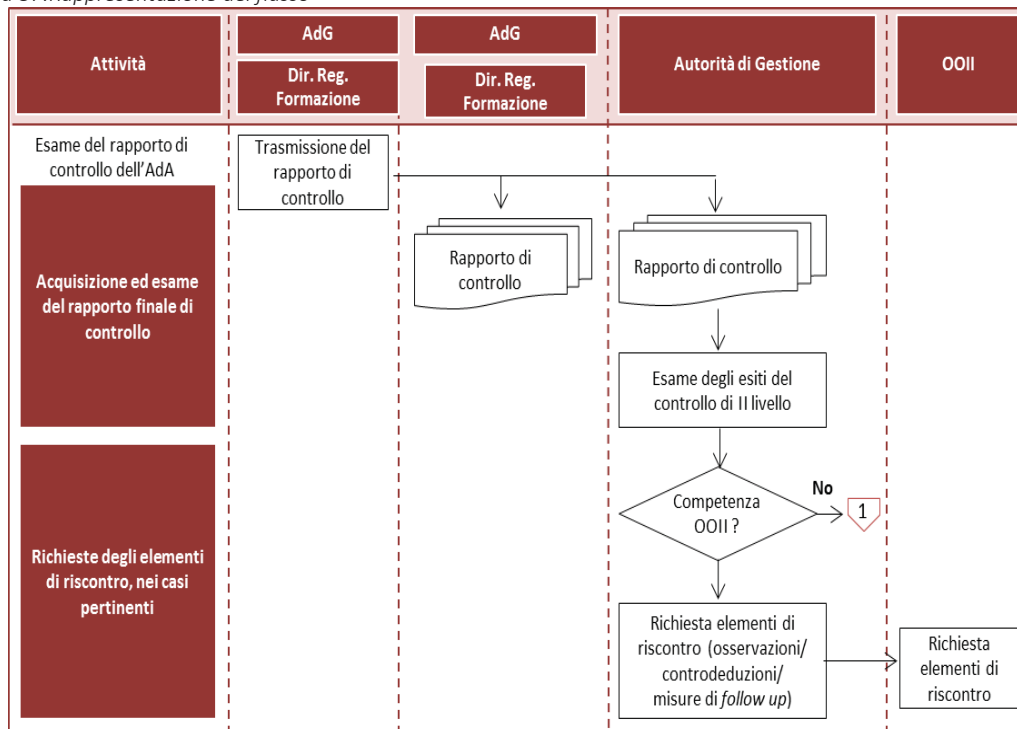 Rappresentazione del flusso
Attività
AdG
Dir. Reg.
Formazione
AdG
Dir. Reg.
Formazione
Autorità di Gestione
OOII
Esame del rapporto di
controllo dell'AdA
Trasmissione del
rapporto di
controllo
Acquisizione ed esame
del rapporto finale di
controllo
Rapporto di
controllo
Rapporto di controllo
Esame degli esiti del
controllo di II livello
Richieste degli elementi
di riscontro, nei casi
pertinenti
Competenza
OOII ?
No
1
Richiesta elementi di
riscontro (osservazioni/
controdeduzioni/
misure di follow up)
Richiesta
elementi di
riscontro